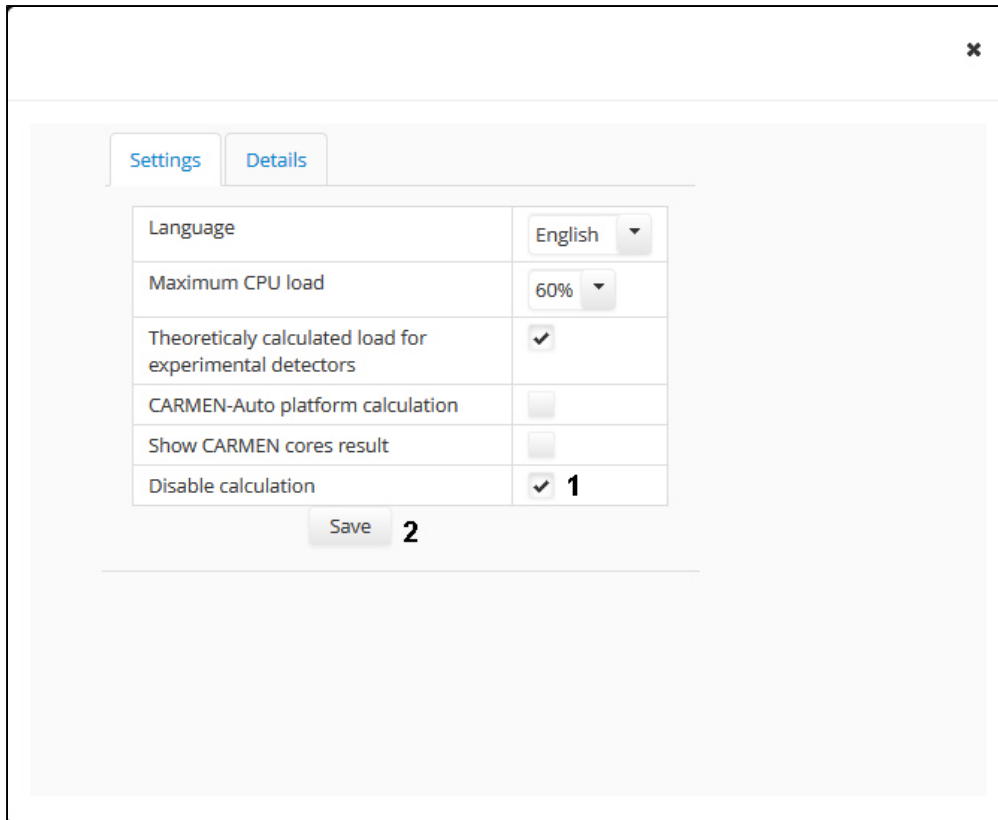 Settings Details
Language English
Maximum CPU load 60%
Theoreticaly calculated load for
experimental detectors
CARMEN-Auto platform calculation
Show CARMEN cores result
Disable calculation 1
Save 2